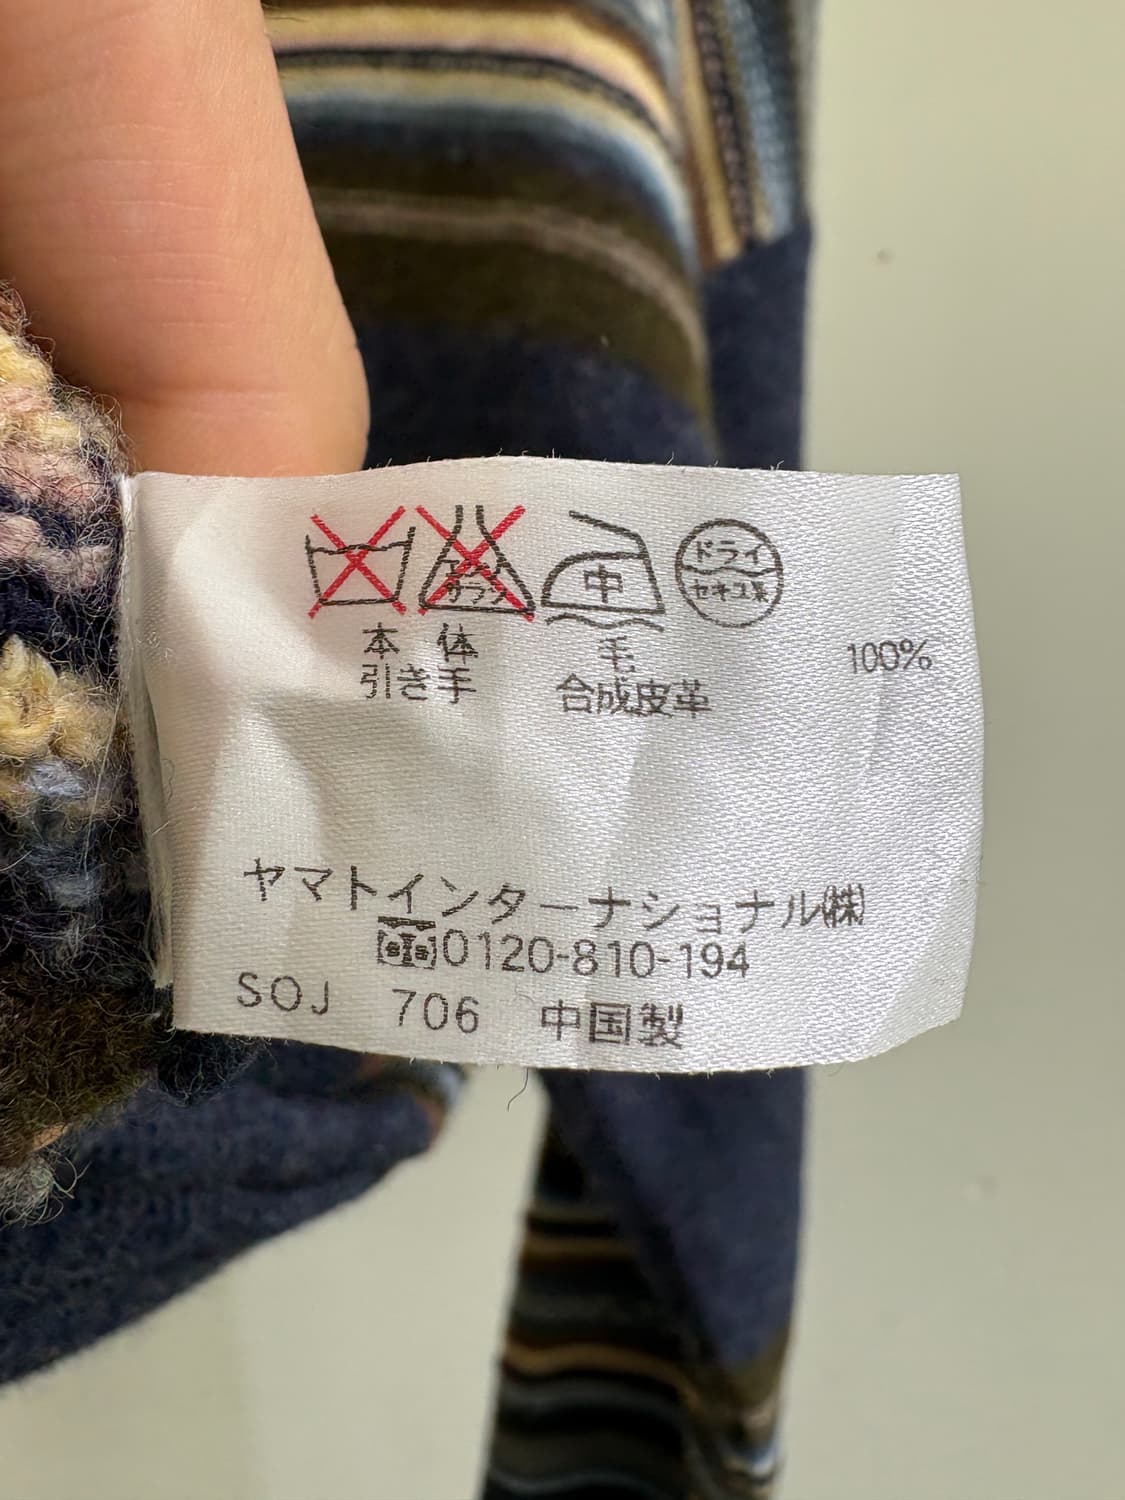 エンソ
サラシ
中
ドライ
セキユ系
本体 毛 100%
引き手 合成皮革
ヤマトインターナショナル(株)
0120-810-194
SOJ 706 中国製